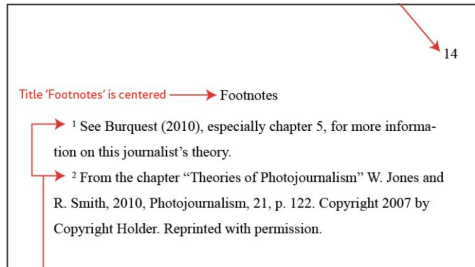 14
Title 'Footnotes' is centered Footnotes
¹ See Burquest (2010), especially chapter 5, for more informa-
tion on this journalist's theory.
² From the chapter “Theories of Photojournalism” W. Jones and
R. Smith, 2010, Photojournalism, 21, p. 122. Copyright 2007 by
Copyright Holder. Reprinted with permission.